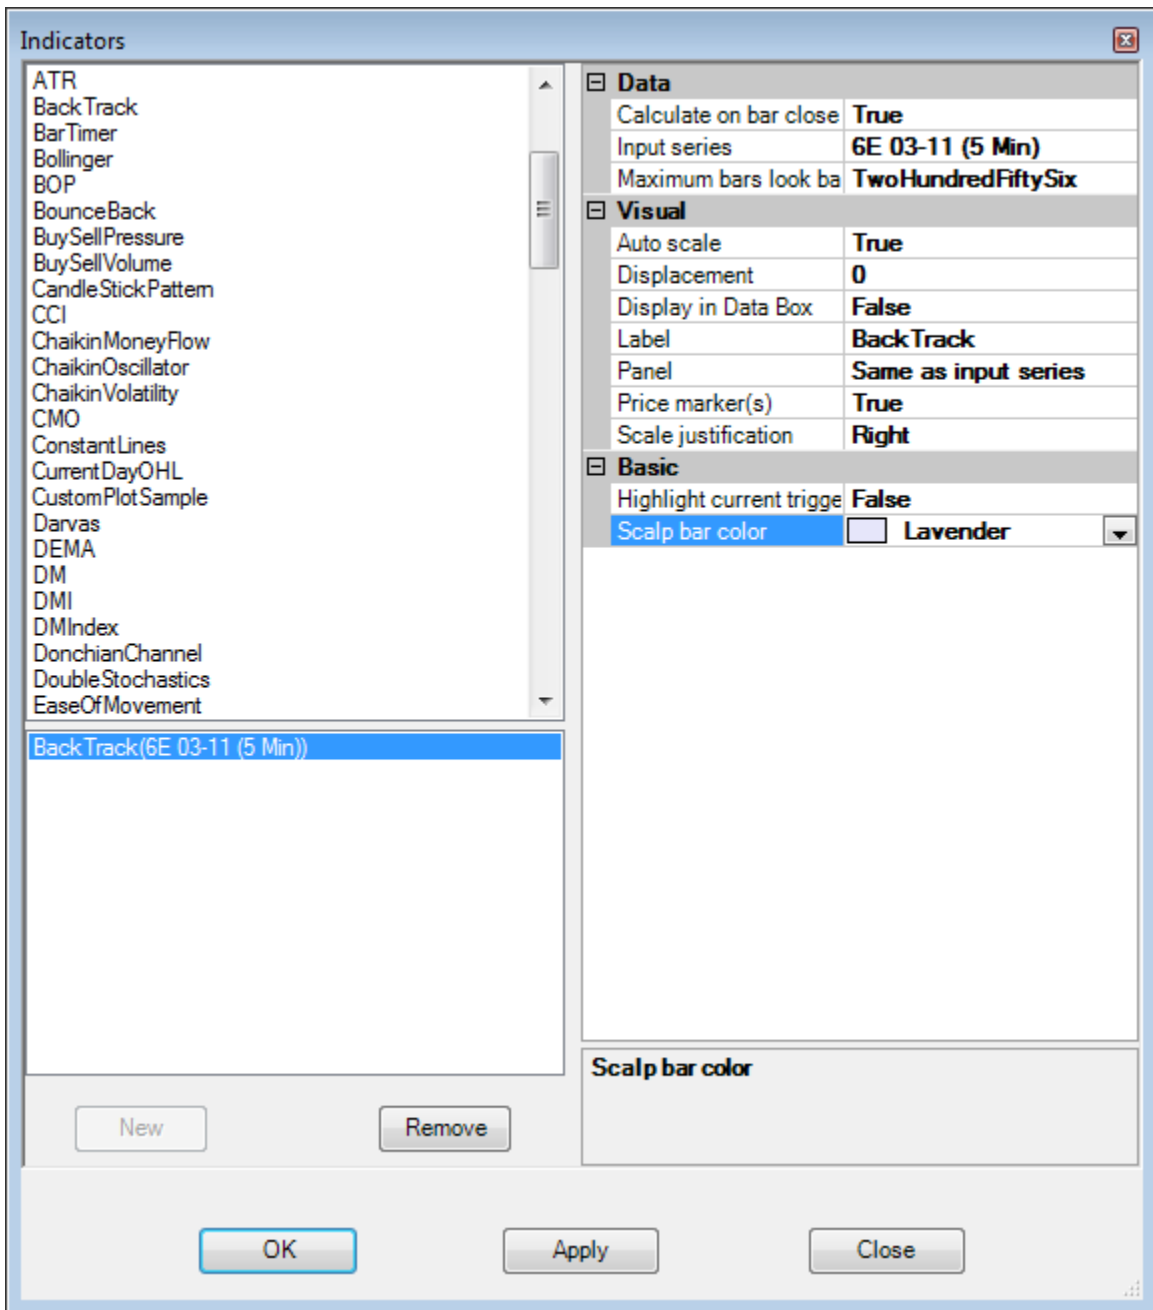 Indicators
ATR
BackTrack
BarTimer
Bollinger
BOP
BounceBack
BuySellPressure
BuySellVolume
CandleStickPattern
CCI
ChaikinMoneyFlow
ChaikinOscillator
ChaikinVolatility
CMO
ConstantLines
CurrentDayOHL
CustomPlotSample
Darvas
DEMA
DM
DMI
DMIndex
DonchianChannel
DoubleStochastics
EaseOfMovement
BackTrack(6E 03-11 (5 Min))
New Remove
Data
Calculate on bar close True
Input series 6E 03-11 (5 Min)
Maximum bars look ba TwoHundredFiftySix
Visual
Auto scale True
Displacement 0
Display in Data Box False
Label BackTrack
Panel Same as input series
Price marker(s) True
Scale justification Right
Basic
Highlight current trigge False
Scalp bar color Lavender
Scalp bar color
OK Apply Close